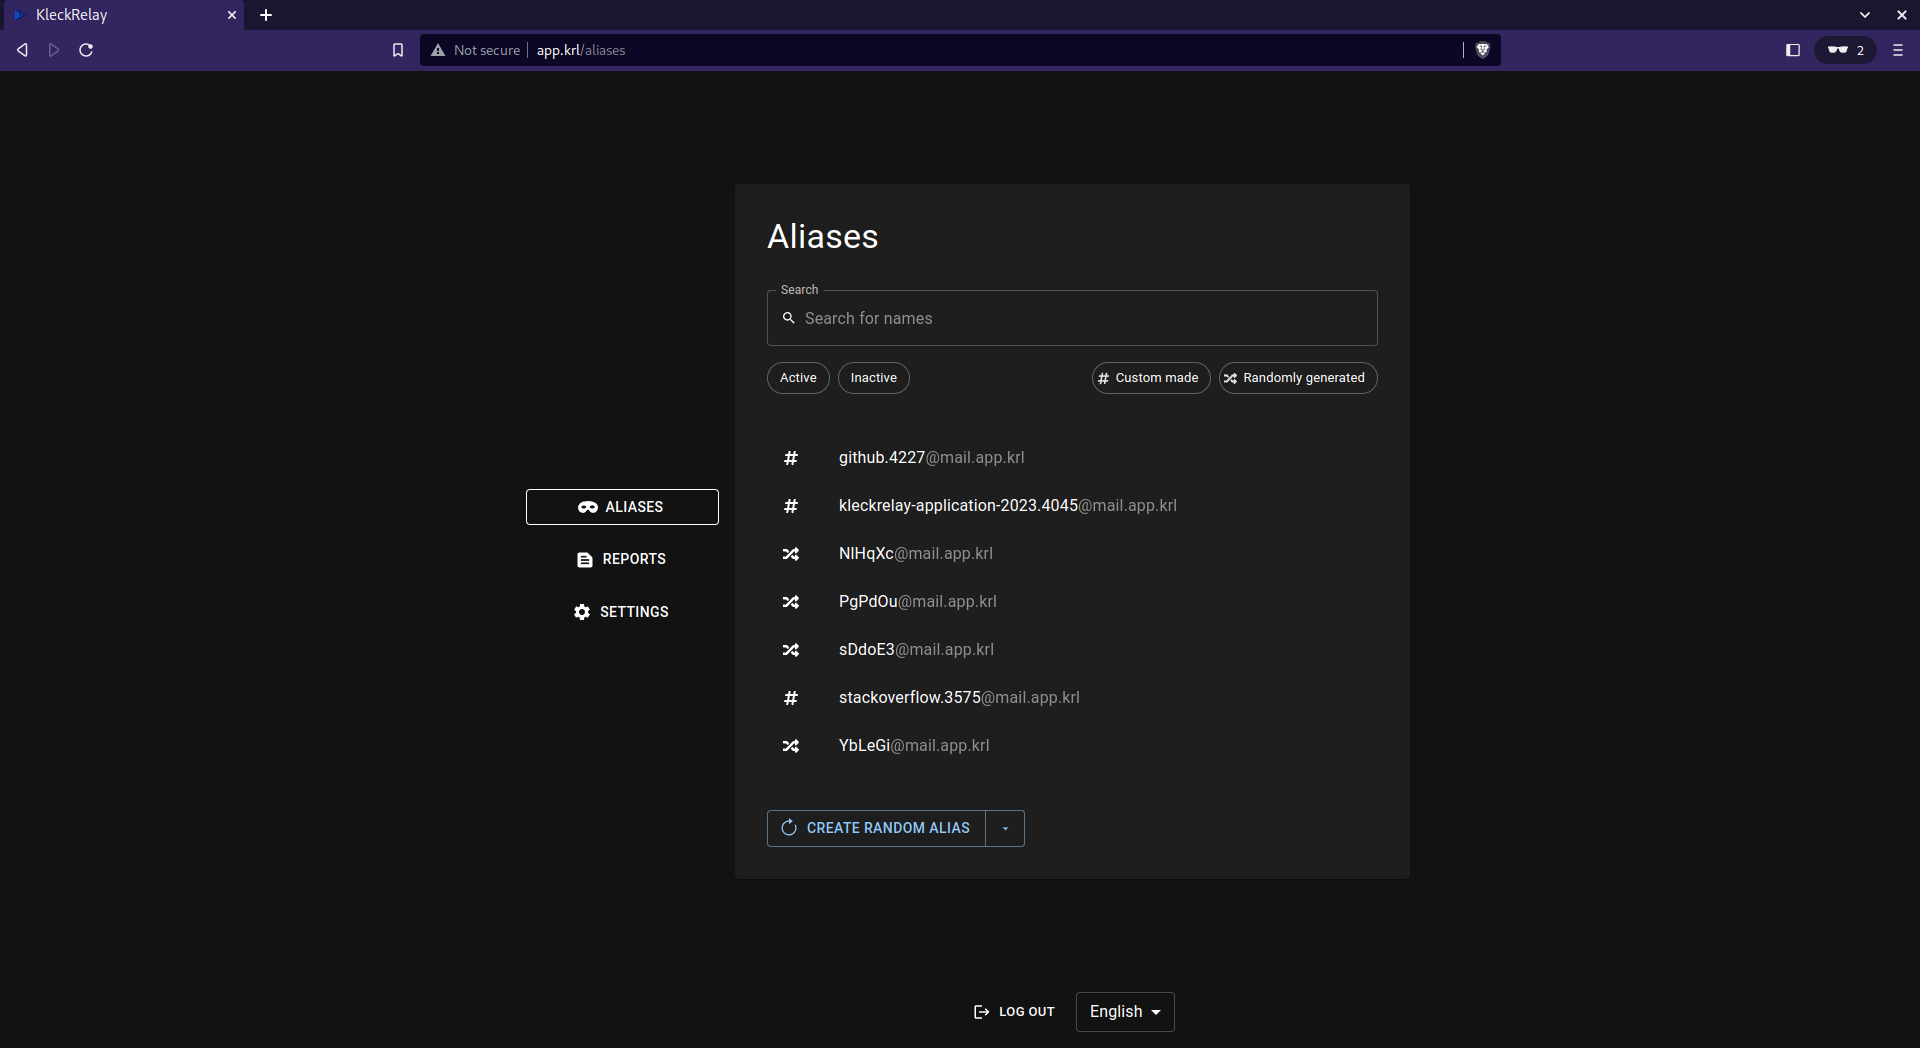 KleckRelay
Not secure app.krl/aliases
2
Aliases
Search
Search for names
Active Inactive # Custom made Randomly generated
# github.4227@mail.app.krl
ALIASES
# kleckrelay-application-2023.4045@mail.app.krl
NIHqXc@mail.app.krl
REPORTS
PgPdOu@mail.app.krl
SETTINGS
sDdoE3@mail.app.krl
# stackoverflow.3575@mail.app.krl
YbLeGi@mail.app.krl
CREATE RANDOM ALIAS
LOG OUT English